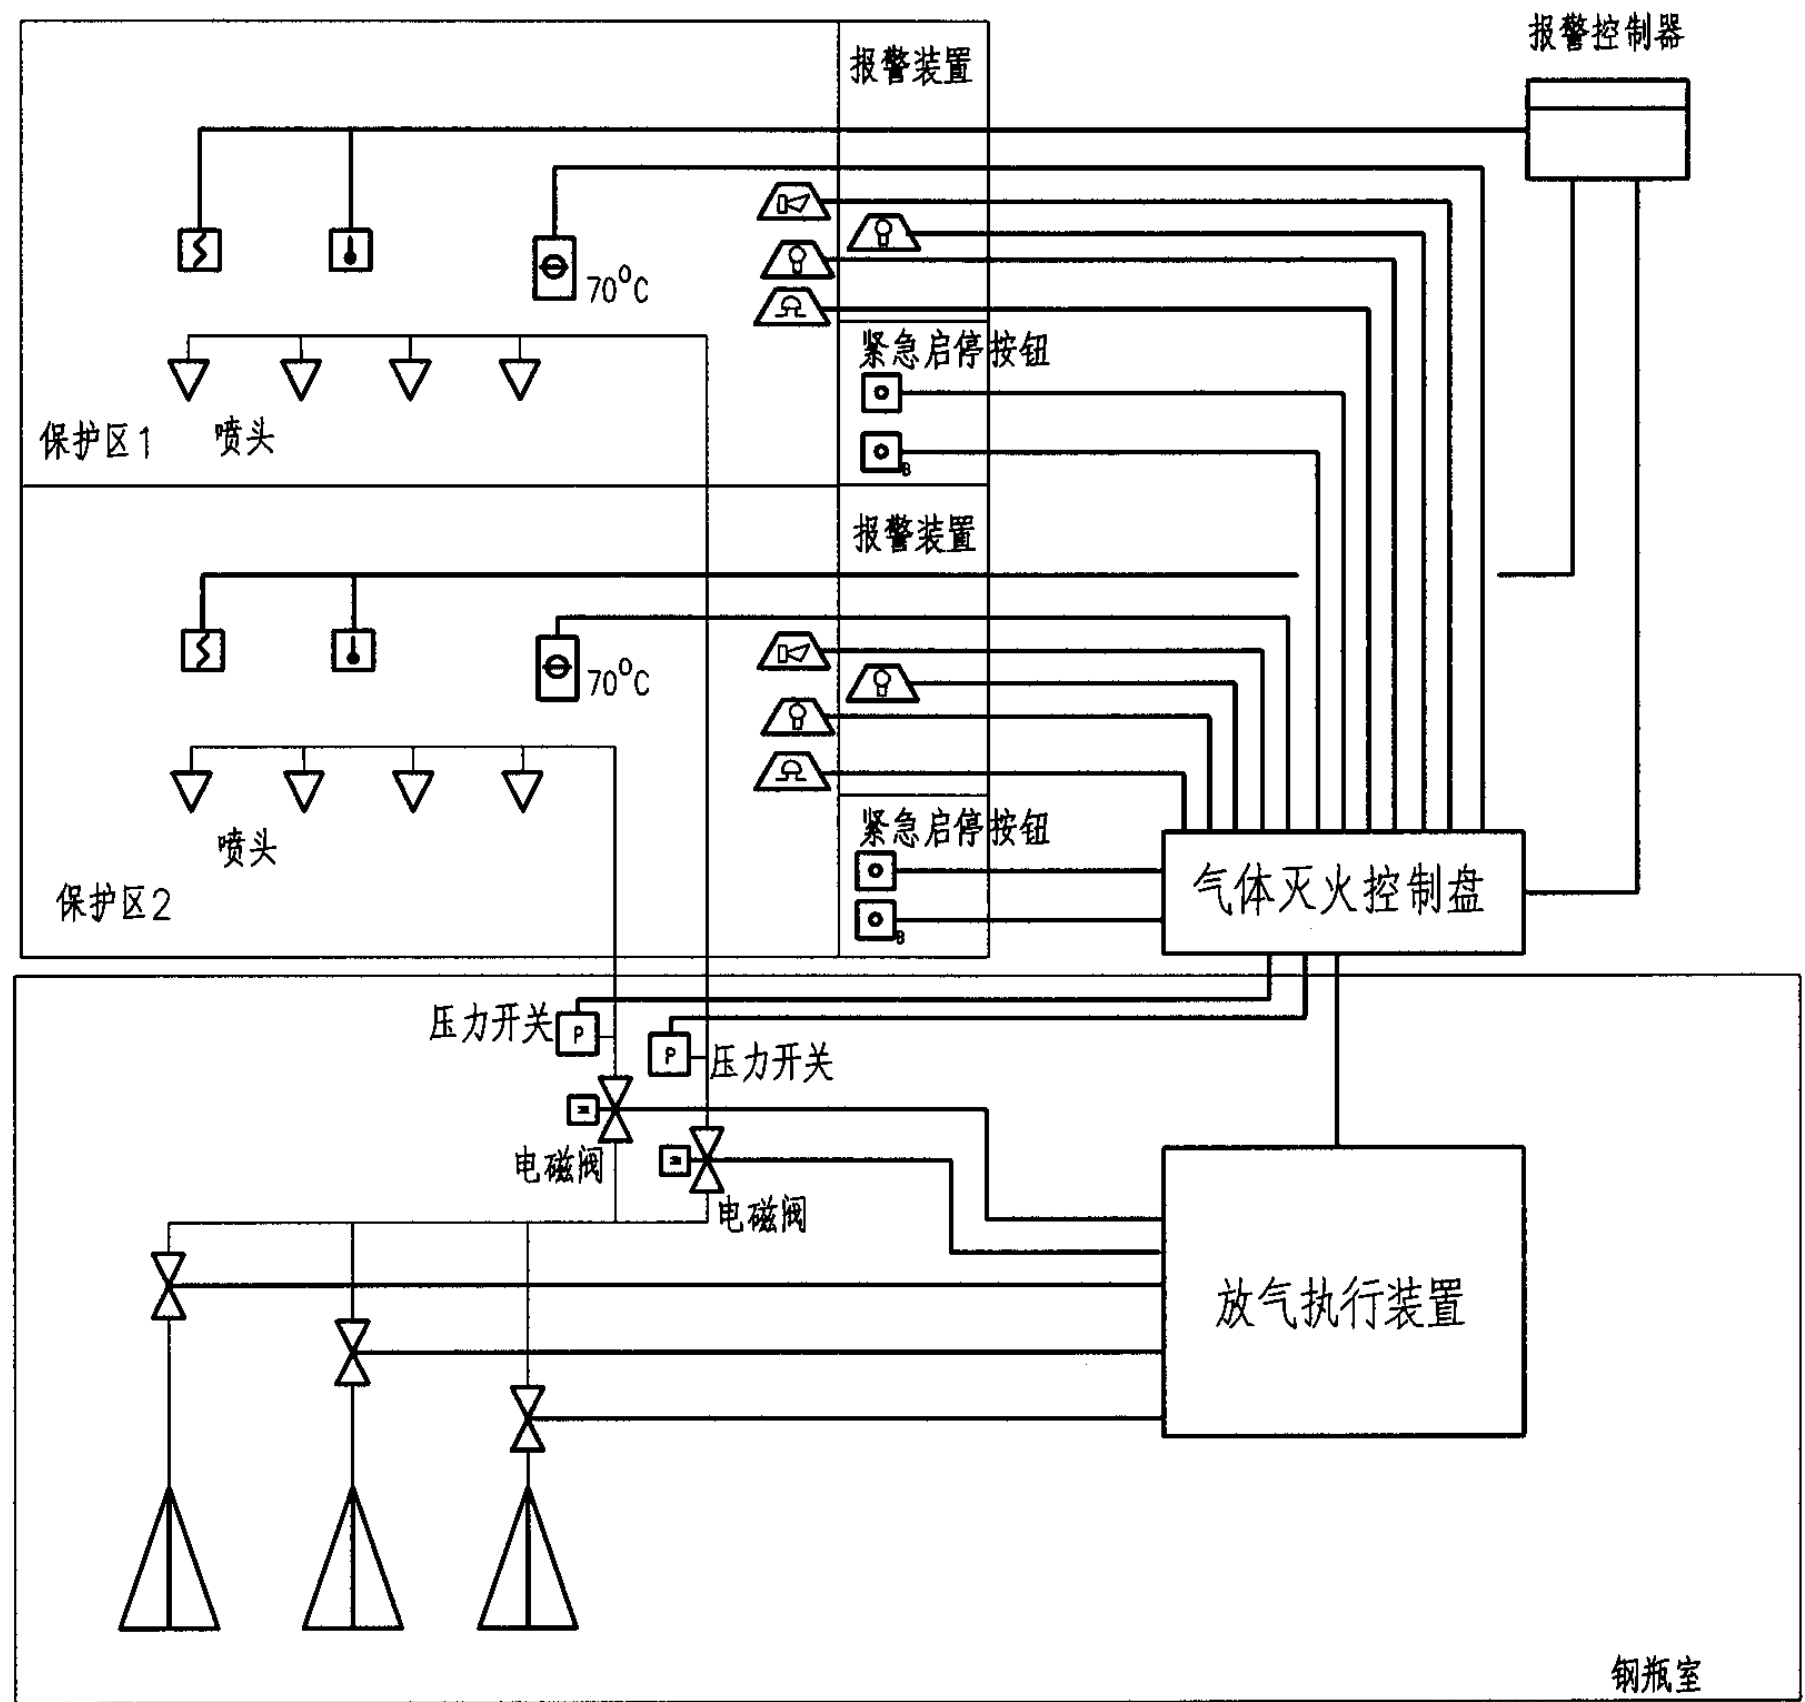 报警控制器
报警装置
70°C
紧急启停按钮
B
保护区1
喷头
报警装置
70°C
喷头
紧急启停按钮
B
保护区2
气体灭火控制盘
压力开关
P
P
压力开关
电磁阀
电磁阀
放气执行装置
钢瓶室